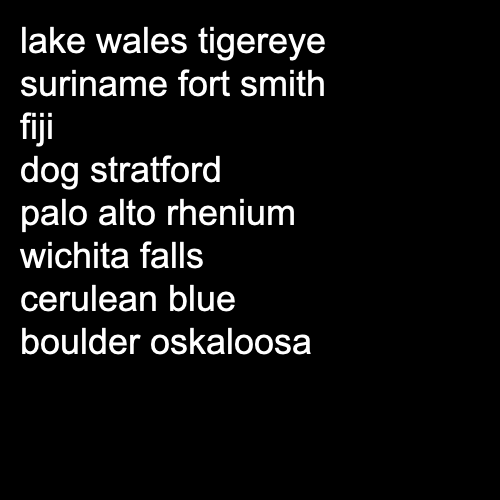 lake wales tigereye
suriname fort smith
fiji
dog stratford
palo alto rhenium
wichita falls
cerulean blue
boulder oskaloosa